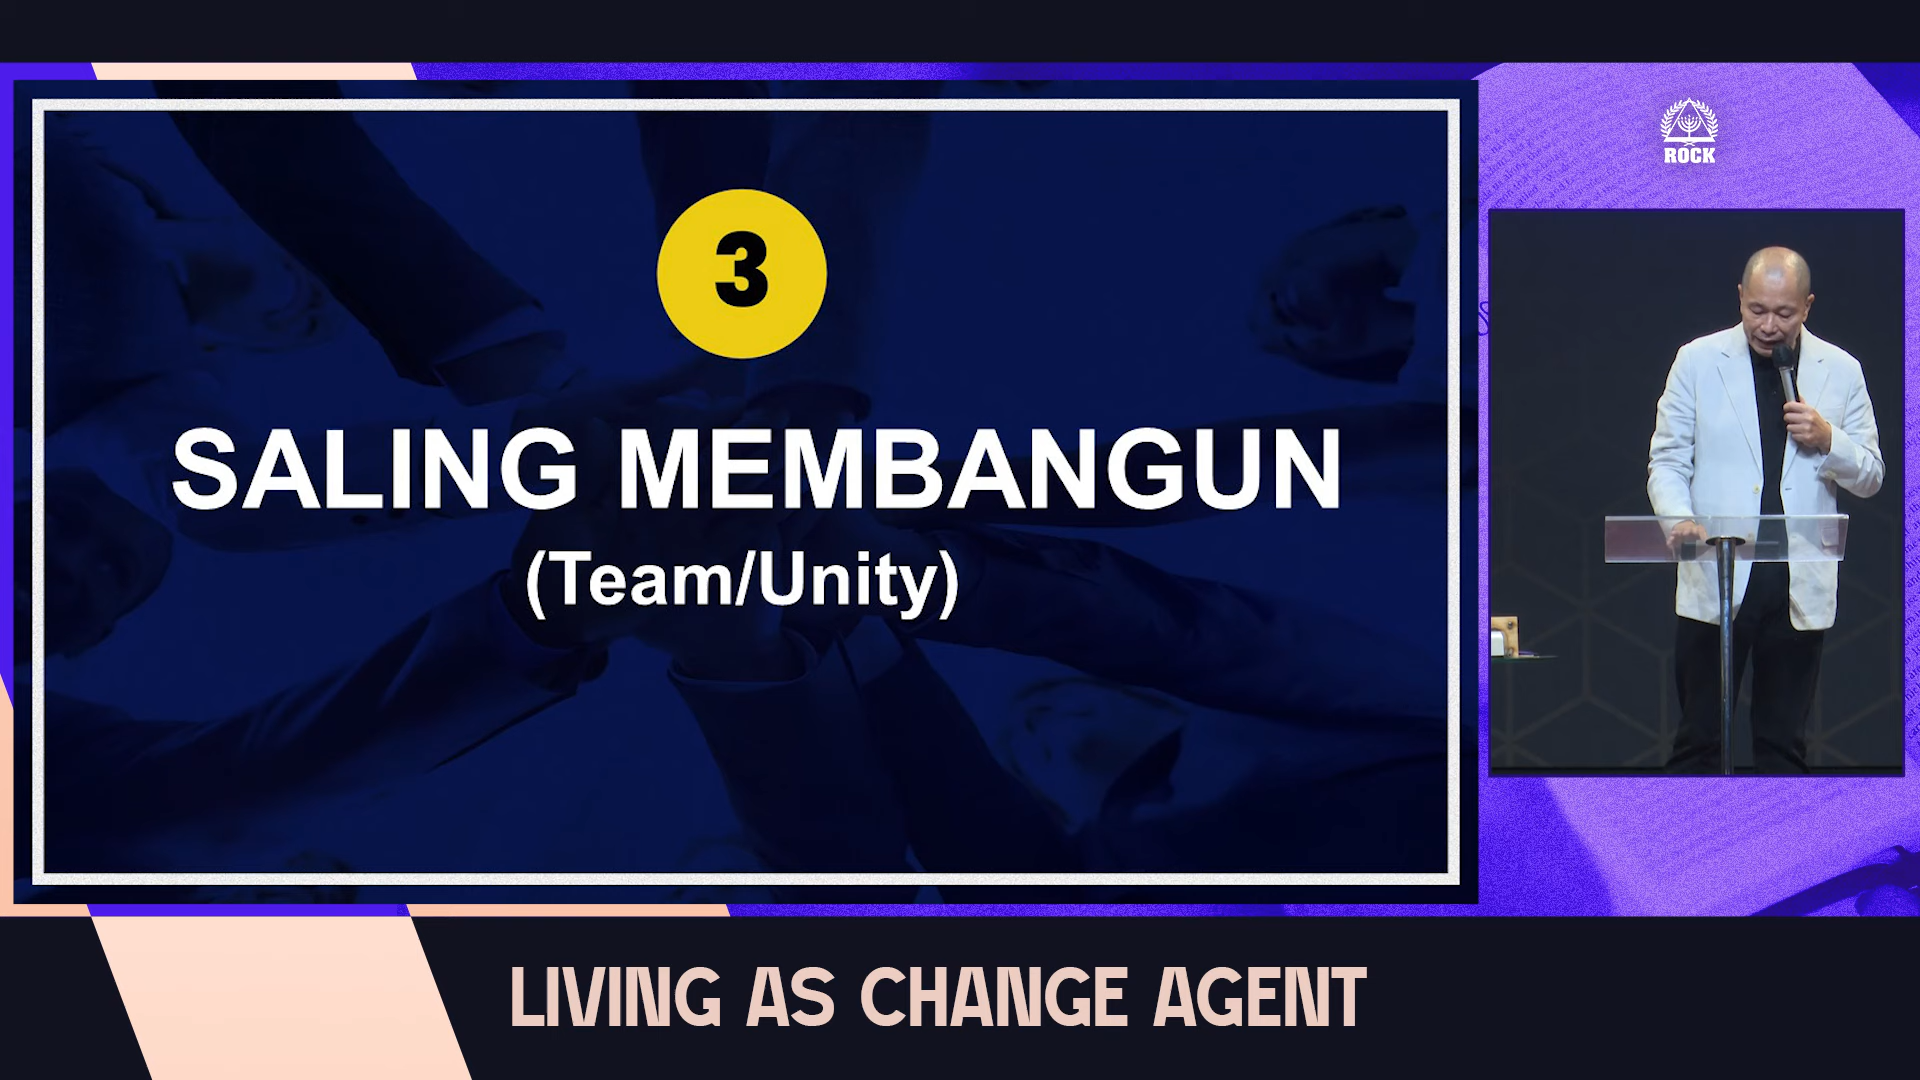 3
SALING MEMBANGUN
(Team/Unity)
ROCK
LIVING AS CHANGE AGENT